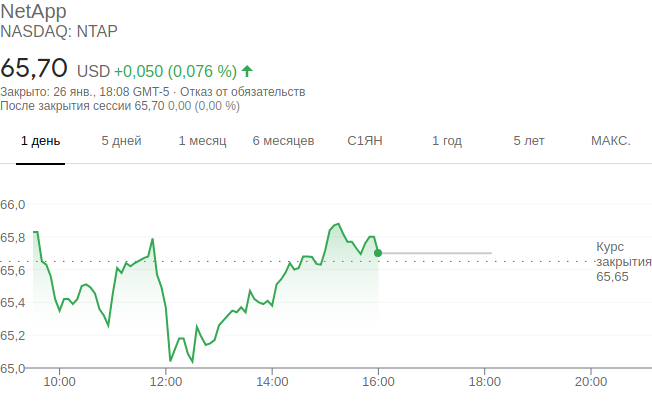 NetApp
NASDAQ: NTAP
65,70 USD +0,050 (0,076 %)
Закрыто: 26 янв., 18:08 GMT-5 · Отказ от обязательств
После закрытия сессии 65,70 0,00 (0,00 %)
1 день 5 дней 1 месяц 6 месяцев С1ЯН 1 год 5 лет МАКС.
66,0
65,8
65,6
65,4
65,2
65,0
Курс
закрытия
65,65
10:00 12:00 14:00 16:00 18:00 20:00